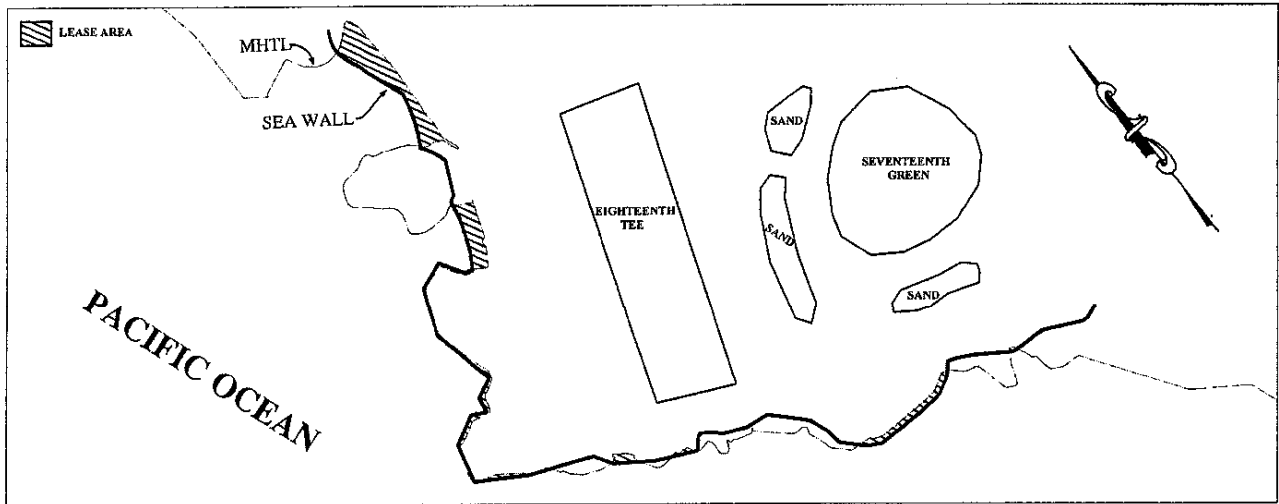 LEASE AREA
MHTL
SEA WALL
SAND
SEVENTEENTH
GREEN
EIGHTEENTH
TEE
SAND
SAND
PACIFIC OCEAN